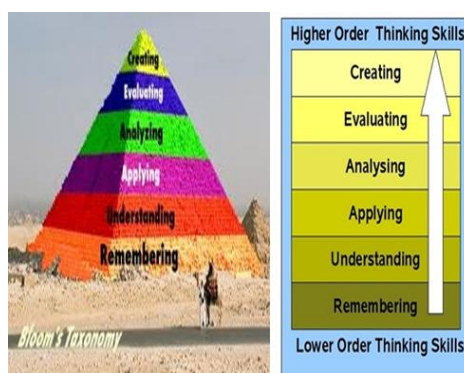 Creating
Evaluating
Analyzing
Applying
Understanding
Remembering
Bloom's Taxonomy
Higher Order Thinking Skills
Creating
Evaluating
Analysing
Applying
Understanding
Remembering
Lower Order Thinking Skills